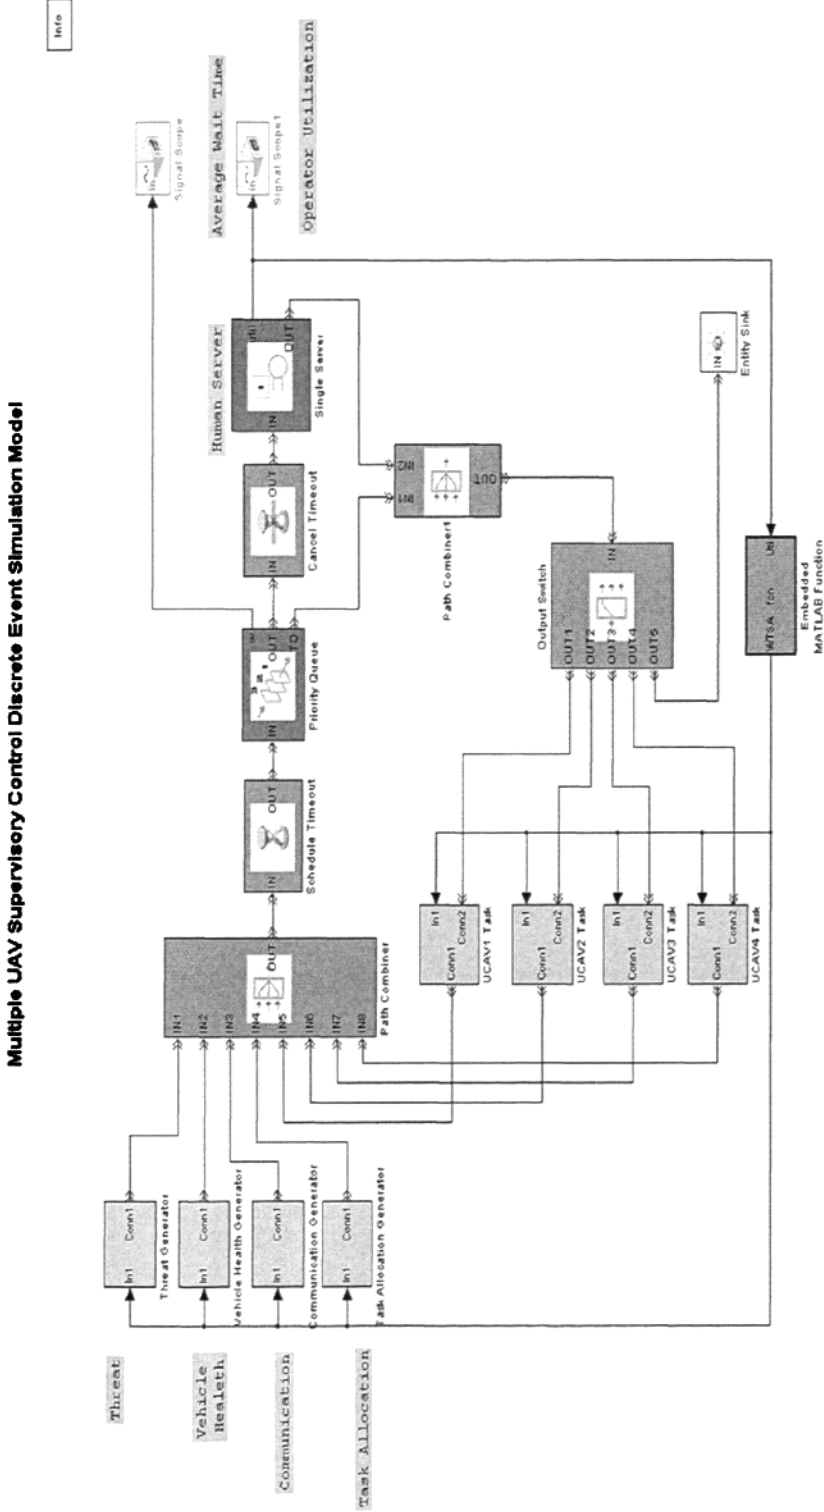 Multiple UAV Supervisory Control Discrete Event Simulation Model
Info
Threat
Vehicle
Healeth
Communication
Task Allocation
In1
Conn1
Threat Generator
In1
Conn1
Vehicle Health Generator
In1
Conn1
Communication Generator
In1
Conn1
Task Allocation Generator
IN1
IN2
IN3
IN4
IN5
IN6
IN7
IN8
OUT
Path Combiner
IN
OUT
Schedule Timeout
IN
OUT
TO
Priority Queue
IN
OUT
Cancel Timeout
Human Server
IN
util
OUT
Single Server
in
Signal Scope
Average Wait Time
in
Signal Scope1
Operator Utilization
IN1
IN2
OUT
Path Combiner1
Output Switch
IN
OUT1
OUT2
OUT3
OUT4
OUT5
IN
Entity Sink
In1
Conn1
Conn2
UCAV1 Task
In1
Conn1
Conn2
UCAV2 Task
In1
Conn1
Conn2
UCAV3 Task
In1
Conn1
Conn2
UCAV4 Task
WTSA
fcn
Util
Embedded
MATLAB Function